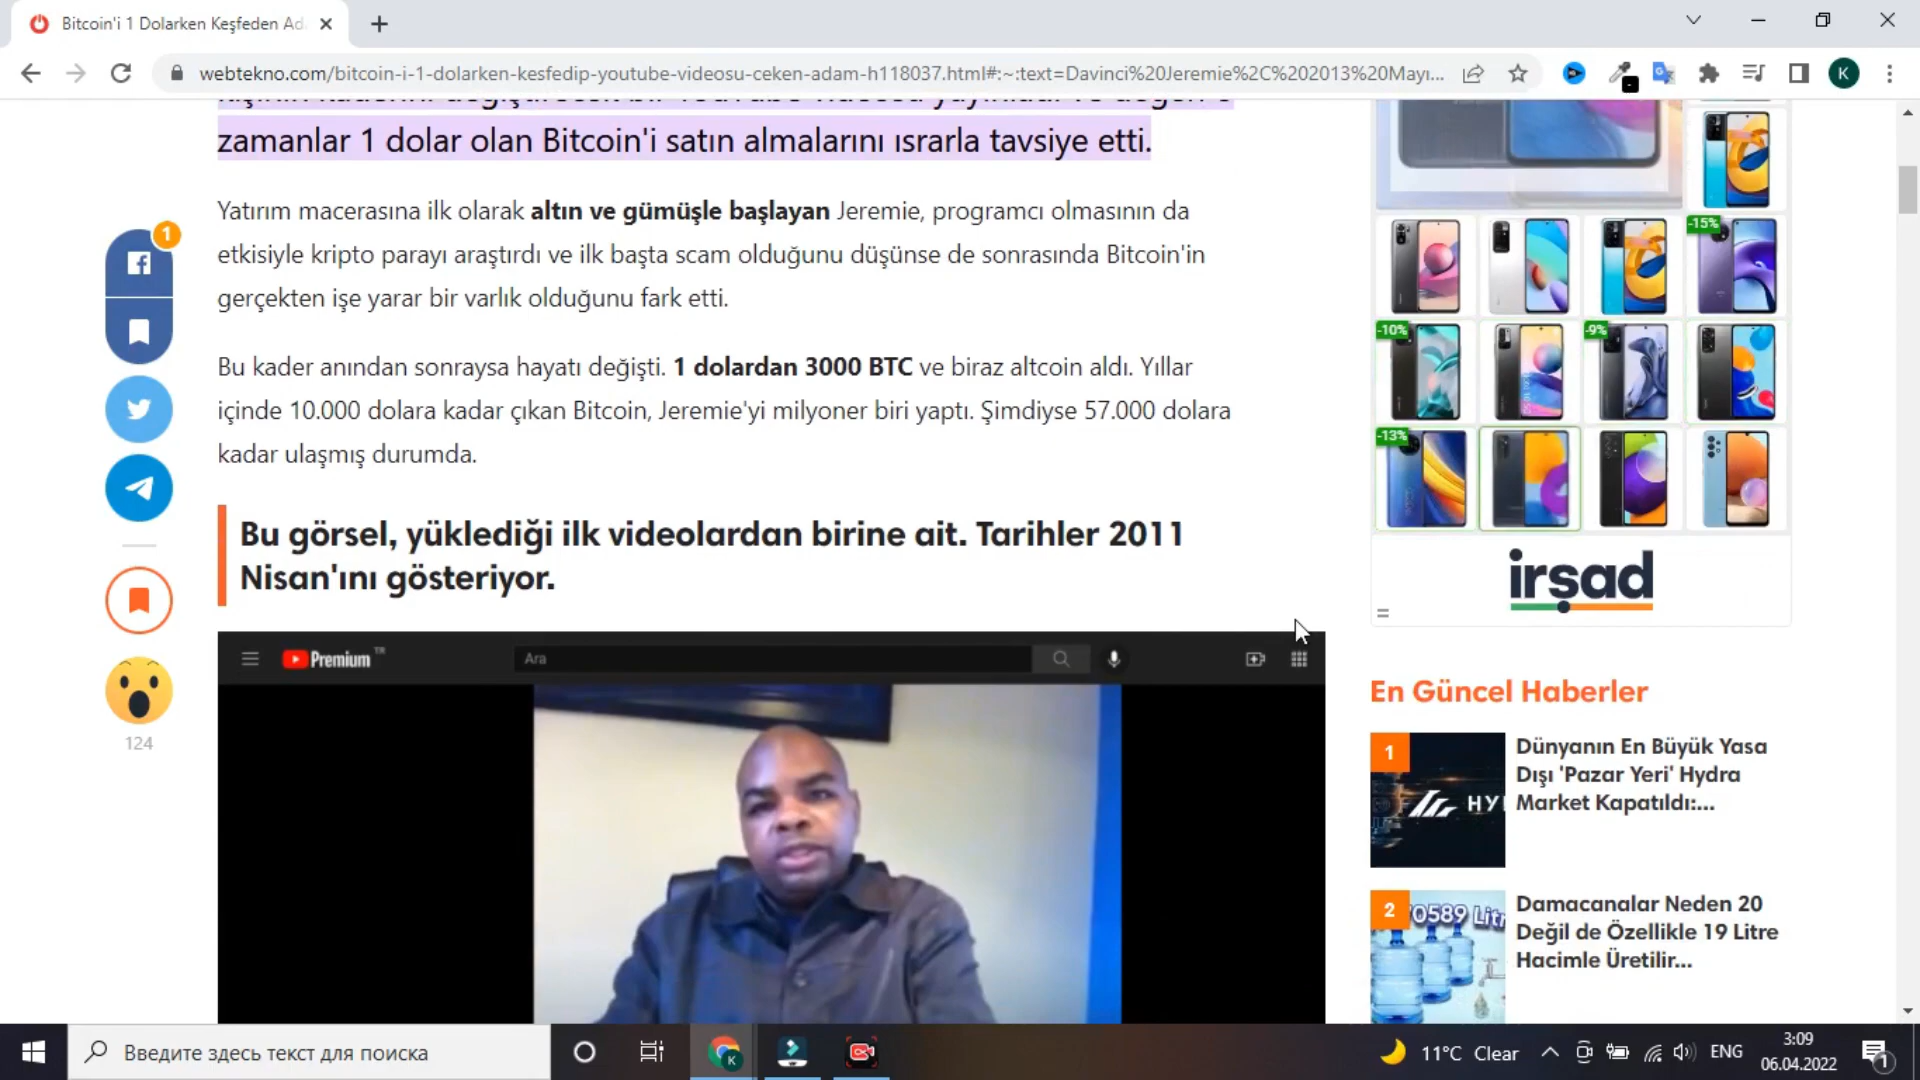 Bitcoin'i 1 Dolarken Keşfeden Ad
webtekno.com/bitcoin-i-1-dolarken-kesfedip-youtube-videosu-ceken-adam-h118037.html#:~:text=Davinci%20Jeremie%2C%202013%20Mayı...
K
zamanlar 1 dolar olan Bitcoin'i satın almalarını ısrarla tavsiye etti.
Yatırım macerasına ilk olarak altın ve gümüşle başlayan Jeremie, programcı olmasının da
etkisiyle kripto parayı araştırdı ve ilk başta scam olduğunu düşünse de sonrasında Bitcoin'in
gerçekten işe yarar bir varlık olduğunu fark etti.
Bu kader anından sonraysa hayatı değişti. 1 dolardan 3000 BTC ve biraz altcoin aldı. Yıllar
içinde 10.000 dolara kadar çıkan Bitcoin, Jeremie'yi milyoner biri yaptı. Şimdiyse 57.000 dolara
kadar ulaşmış durumda.
Bu görsel, yüklediği ilk videolardan birine ait. Tarihler 2011
Nisan'ını gösteriyor.
1
124
Premium TR
Ara
-15%
-10%
-9%
-13%
irşad
En Güncel Haberler
1
Dünyanın En Büyük Yasa
Dışı 'Pazar Yeri' Hydra
Market Kapatıldı:...
2
0589 Litr
Damacanalar Neden 20
Değil de Özellikle 19 Litre
Hacimle Üretilir...
Введите здесь текст для поиска
K
11°C Clear
ENG
3:09
06.04.2022
1